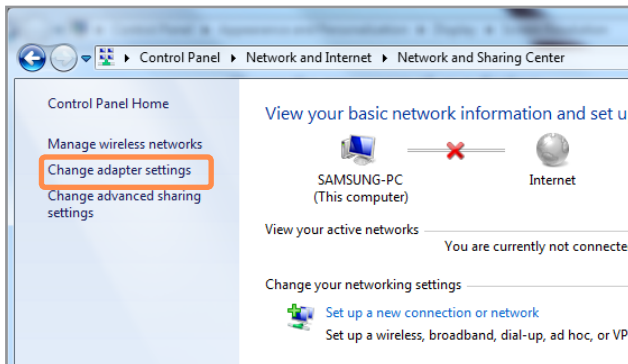 Control Panel ▸ Network and Internet ▸ Network and Sharing Center
Control Panel Home
Manage wireless networks
Change adapter settings
Change advanced sharing
settings
View your basic network information and set u
SAMSUNG-PC
(This computer)
Internet
View your active networks
You are currently not connecte
Change your networking settings
Set up a new connection or network
Set up a wireless, broadband, dial-up, ad hoc, or VP